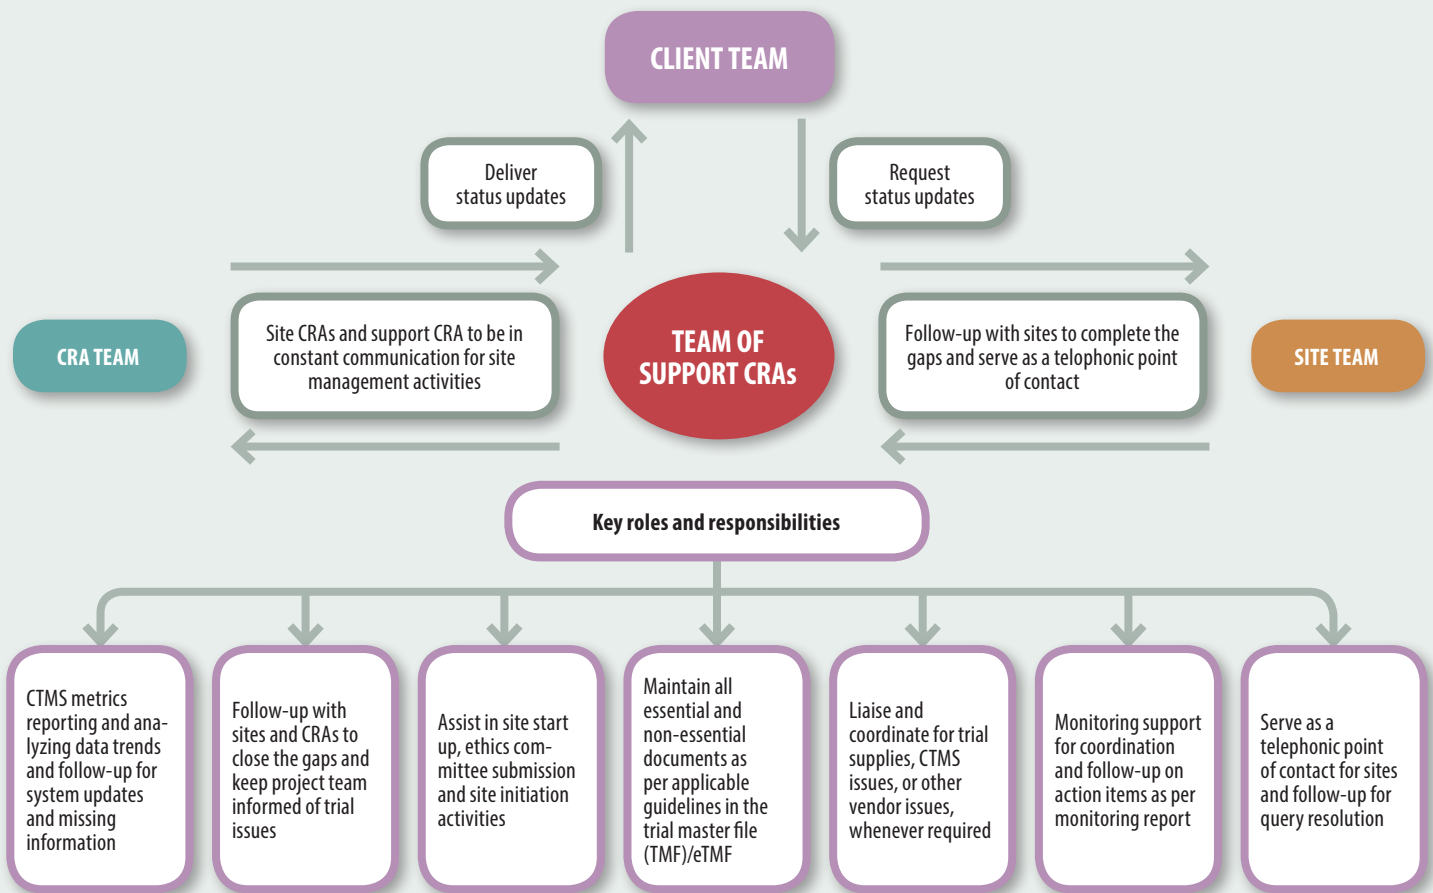 CLIENT TEAM
Deliver
status updates
Request
status updates
CRA TEAM
Site CRAs and support CRA to be in
constant communication for site
management activities
TEAM OF
SUPPORT CRAs
Follow-up with sites to complete the
gaps and serve as a telophonic point
of contact
SITE TEAM
Key roles and responsibilities
CTMS metrics
reporting and ana-
lyzing data trends
and follow-up for
system updates
and missing
information
Follow-up with
sites and CRAs to
close the gaps and
keep project team
informed of trial
issues
Assist in site start
up, ethics com-
mittee submission
and site initiation
activities
Maintain all
essential and
non-essential
documents as
per applicable
guidelines in the
trial master file
(TMF)/eTMF
Liaise and
coordinate for trial
supplies, CTMS
issues, or other
vendor issues,
whenever required
Monitoring support
for coordination
and follow-up on
action items as per
monitoring report
Serve as a
telephonic point
of contact for sites
and follow-up for
query resolution